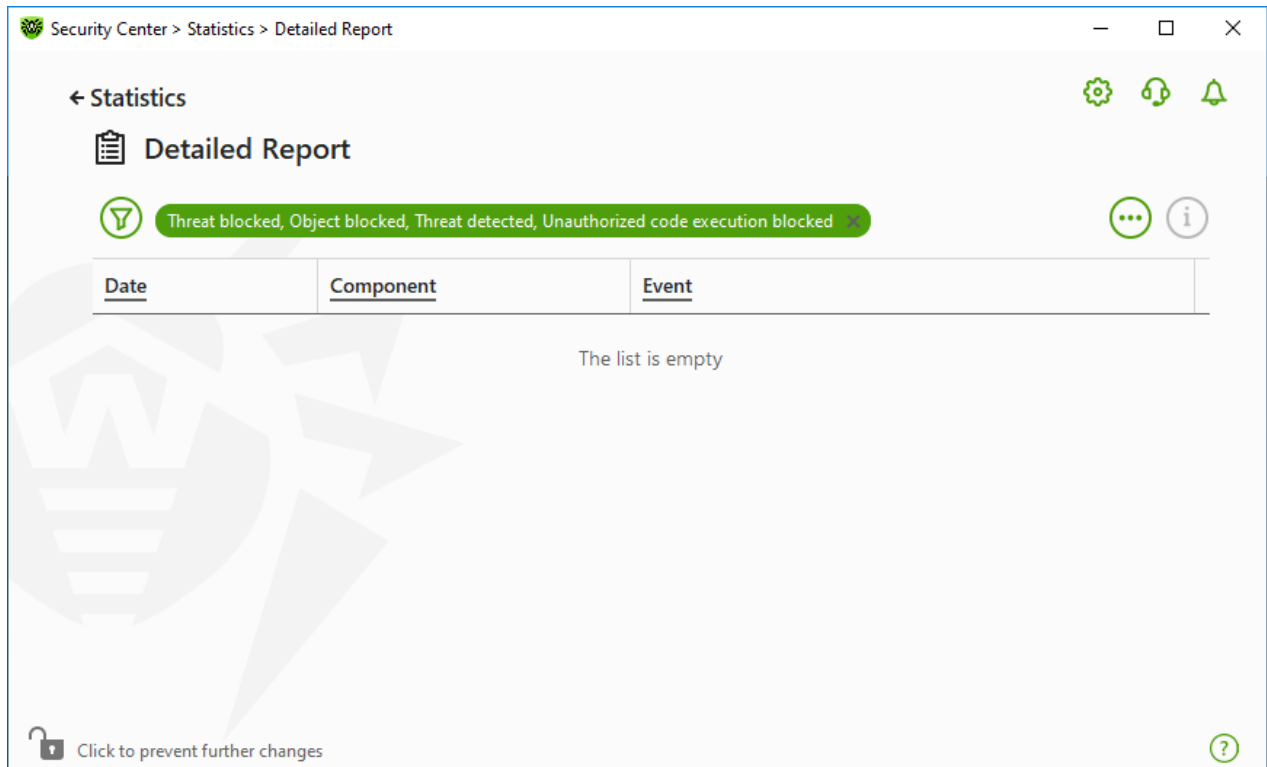 Security Center > Statistics > Detailed Report
Statistics
Detailed Report
Threat blocked, Object blocked, Threat detected, Unauthorized code execution blocked
Date Component Event
The list is empty
Click to prevent further changes